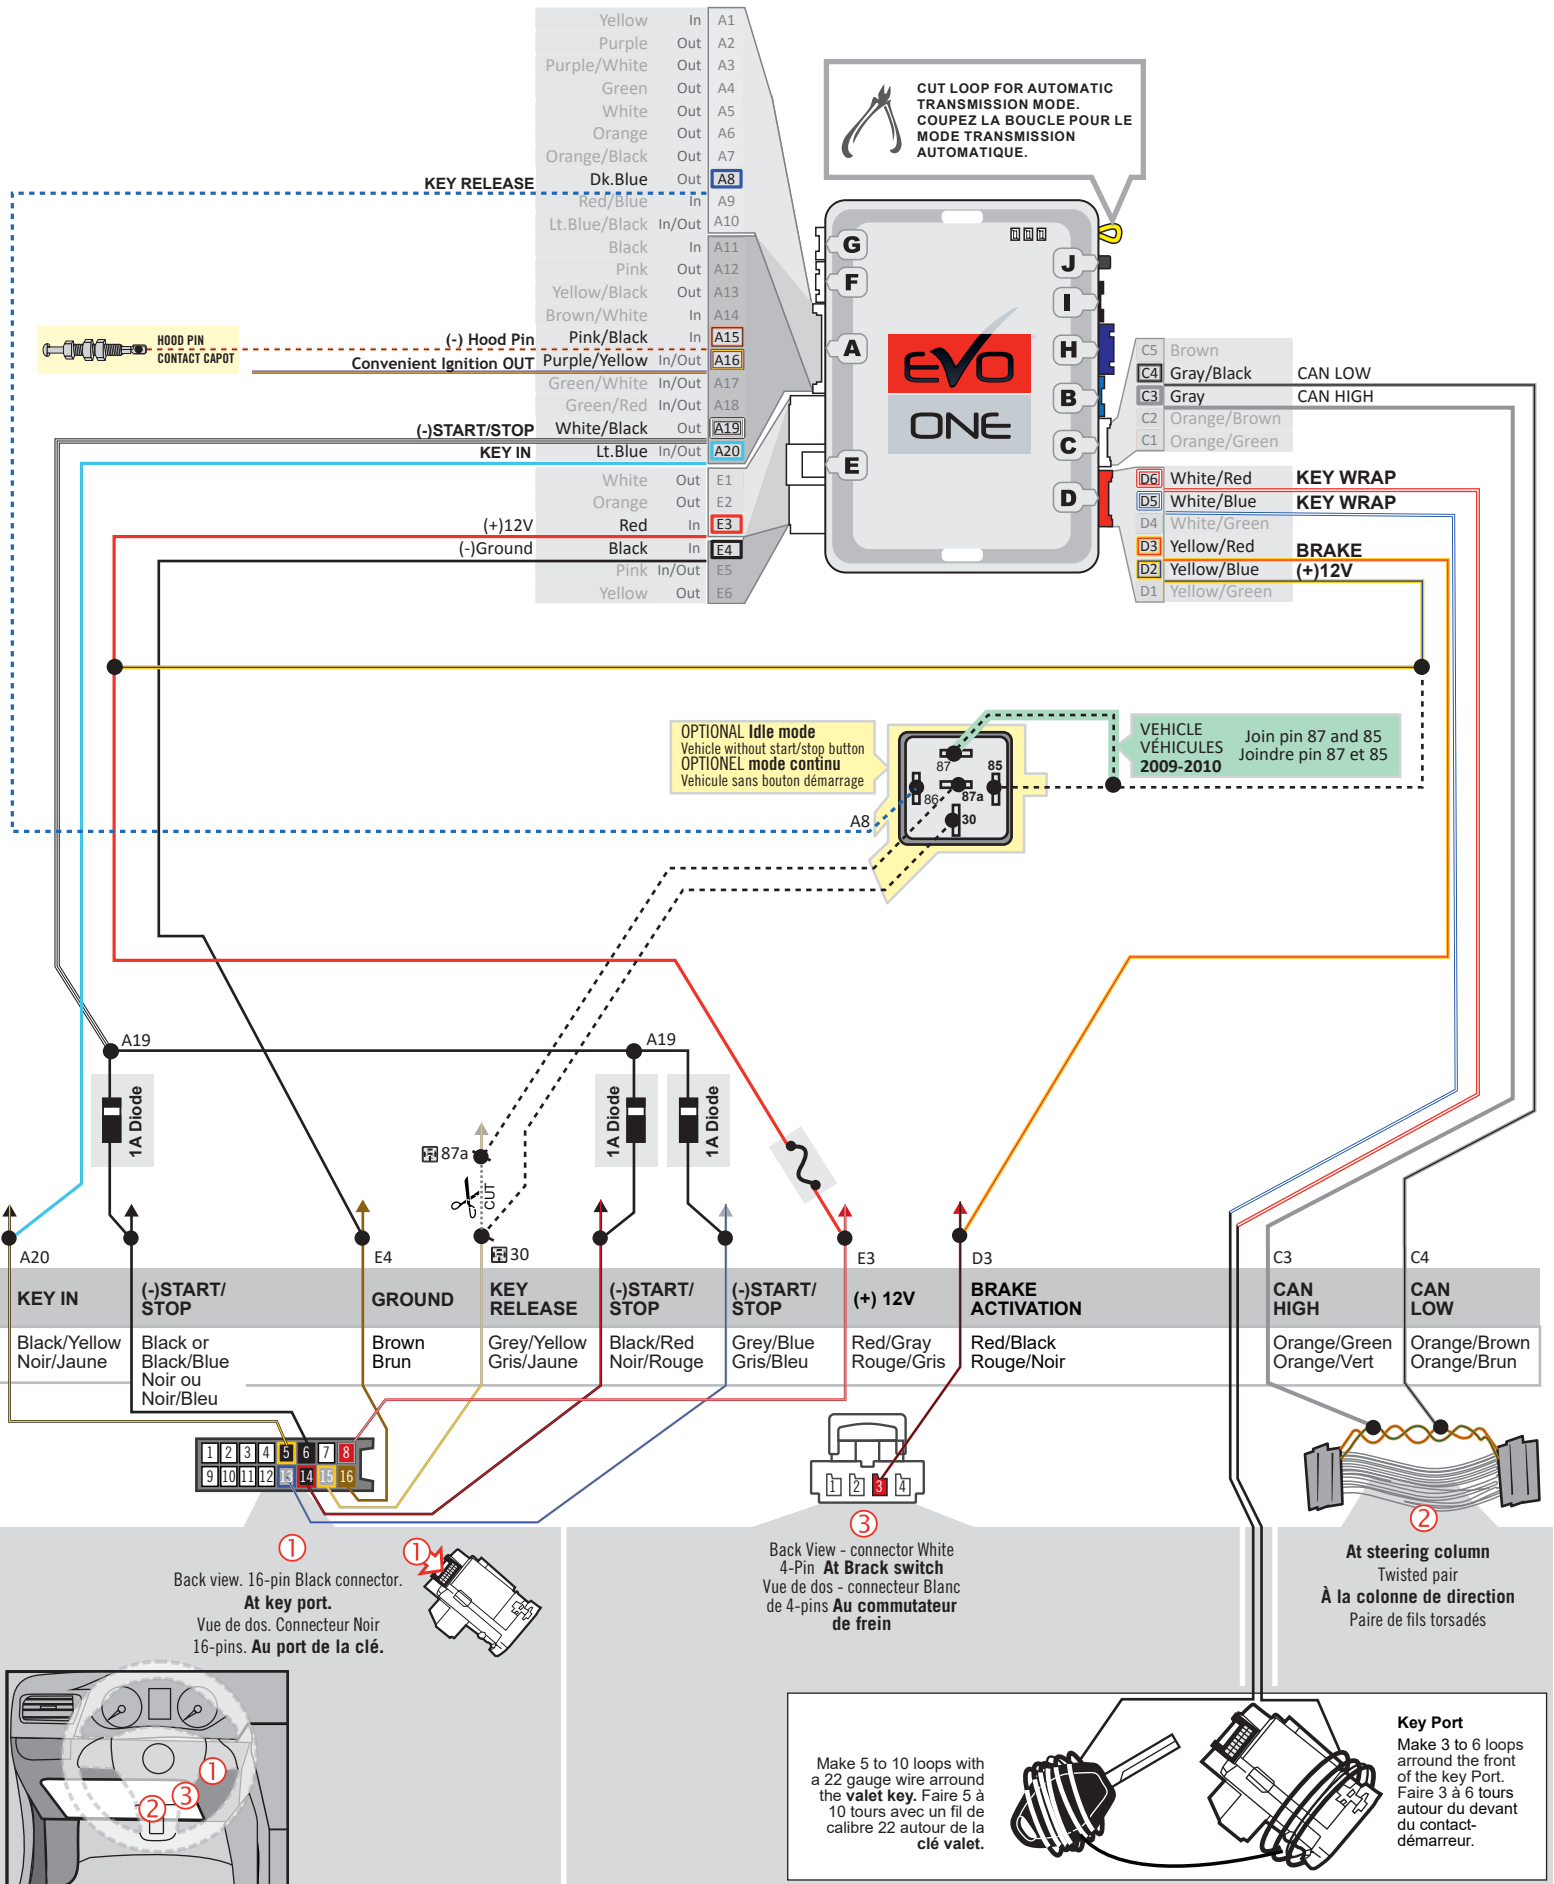 Yellow In A1
Purple Out A2
Purple/White Out A3
Green Out A4
White Out A5
Orange Out A6
Orange/Black Out A7
KEY RELEASE Dk.Blue Out A8
Red/Blue In A9
Lt.Blue/Black In/Out A10
Black In A11
Pink Out A12
Yellow/Black Out A13
Brown/White In A14
(-) Hood Pin Pink/Black In A15
Convenient Ignition OUT Purple/Yellow In/Out A16
Green/White In/Out A17
Green/Red In/Out A18
(-)START/STOP White/Black Out A19
KEY IN Lt.Blue In/Out A20
White Out E1
Orange Out E2
(+)12V Red In E3
(-)Ground Black In E4
Pink In/Out E5
Yellow Out E6
HOOD PIN
CONTACT CAPOT
CUT LOOP FOR AUTOMATIC
TRANSMISSION MODE.
COUPEZ LA BOUCLE POUR LE
MODE TRANSMISSION
AUTOMATIQUE.
G
F
A
E
J
I
H
B
C
D
EVO
ONE
C5 Brown
C4 Gray/Black CAN LOW
C3 Gray CAN HIGH
C2 Orange/Brown
C1 Orange/Green
D6 White/Red KEY WRAP
D5 White/Blue KEY WRAP
D4 White/Green
D3 Yellow/Red BRAKE
D2 Yellow/Blue (+)12V
D1 Yellow/Green
OPTIONAL Idle mode
Vehicle without start/stop button
OPTIONEL mode continu
Vehicule sans bouton démarrage
87 85
86 87a
30
A8
VEHICLE
VÉHICULES
2009-2010
Join pin 87 and 85
Joindre pin 87 et 85
A19
A19
1A Diode
1A Diode
1A Diode
87a
CUT
30
A20
E4
E3
D3
C3
C4
KEY IN
(-)START/
STOP
GROUND
KEY
RELEASE
(-)START/
STOP
(-)START/
STOP
(+) 12V
BRAKE
ACTIVATION
CAN
HIGH
CAN
LOW
Black/Yellow
Noir/Jaune
Black or
Black/Blue
Noir ou
Noir/Bleu
Brown
Brun
Grey/Yellow
Gris/Jaune
Black/Red
Noir/Rouge
Grey/Blue
Gris/Bleu
Red/Gray
Rouge/Gris
Red/Black
Rouge/Noir
Orange/Green
Orange/Vert
Orange/Brown
Orange/Brun
1 2 3 4 5 6 7 8
9 10 11 12 13 14 15 16
1 2 3 4
1
Back view. 16-pin Black connector.
At key port.
Vue de dos. Connecteur Noir
16-pins. Au port de la clé.
1
3
Back View - connector White
4-Pin At Brack switch
Vue de dos - connecteur Blanc
de 4-pins Au commutateur
de frein
2
At steering column
Twisted pair
À la colonne de direction
Paire de fils torsadés
1
3
2
Make 5 to 10 loops with
a 22 gauge wire arround
the valet key. Faire 5 à
10 tours avec un fil de
calibre 22 autour de la
clé valet.
Key Port
Make 3 to 6 loops
arround the front
of the key Port.
Faire 3 à 6 tours
autour du devant
du contact-
démarreur.